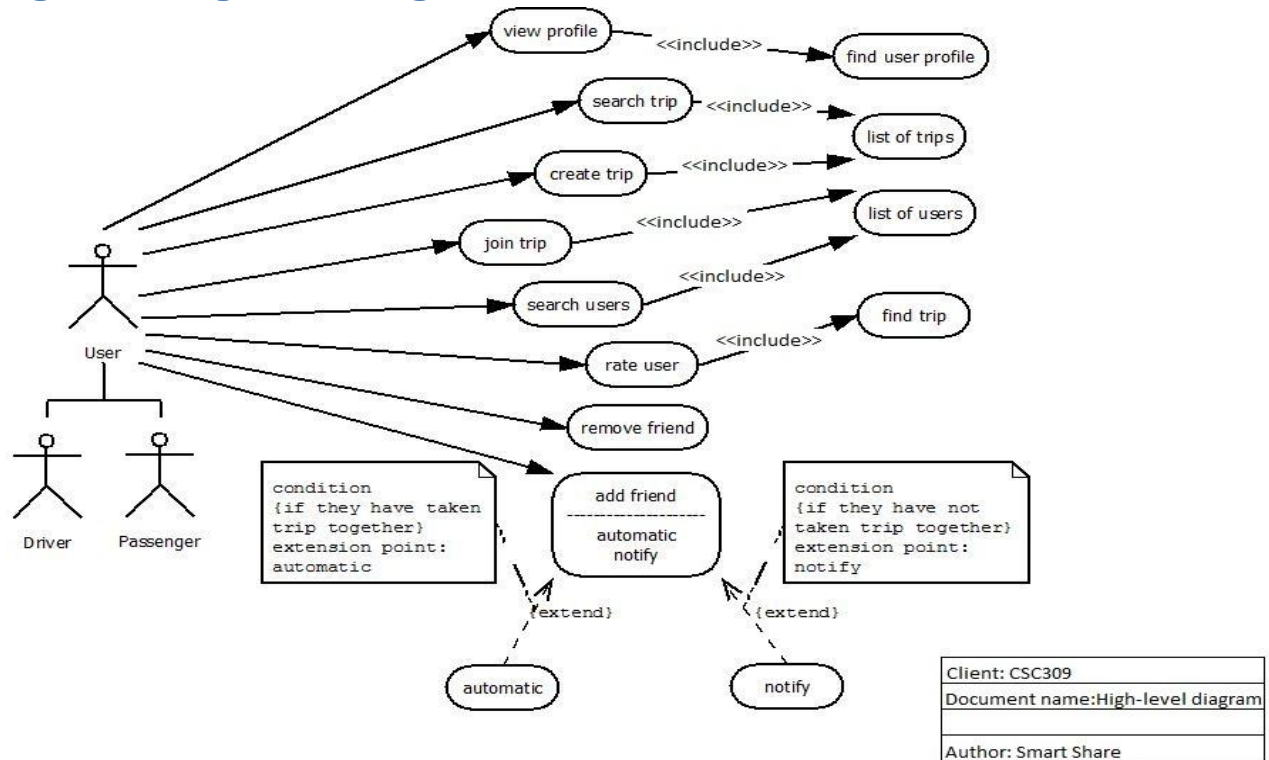 view profile
<<include>>
find user profile
search trip
<<include>>
list of trips
create trip
<<include>>
list of users
join trip
<<include>>
search users
<<include>>
find trip
rate user
<<include>>
User
remove friend
Driver
Passenger
condition
{if they have taken
trip together}
extension point:
automatic
add friend
automatic
notify
condition
{if they have not
taken trip together}
extension point:
notify
{extend}
{extend}
automatic
notify
Client: CSC309
Document name:High-level diagram
Author: Smart Share